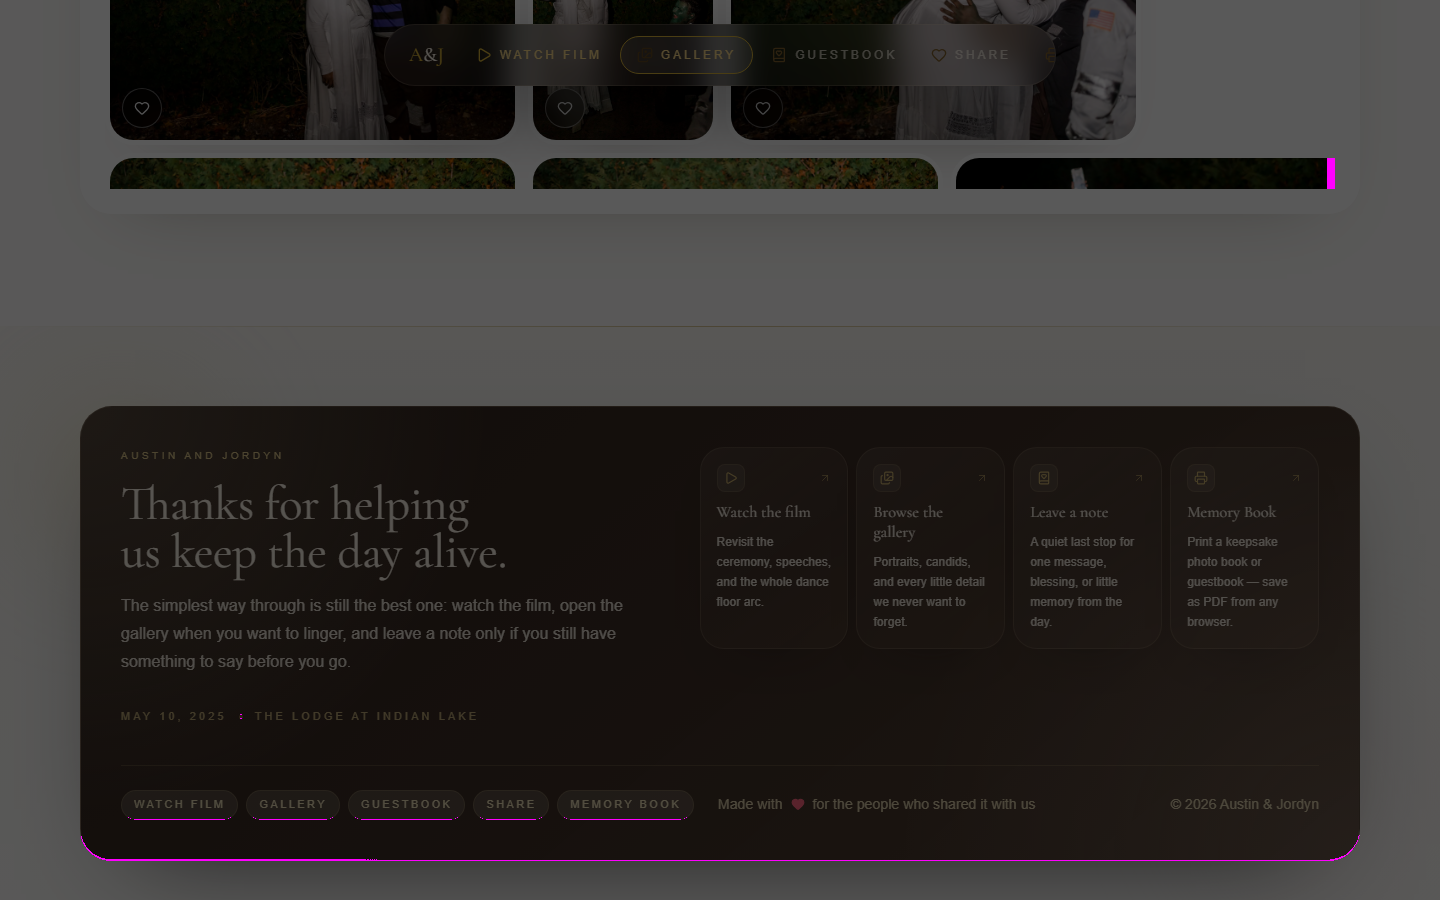 A&J
WATCH FILM
GALLERY
GUESTBOOK
SHARE
AUSTIN AND JORDYN
Thanks for helping
us keep the day alive.
The simplest way through is still the best one: watch the film, open the
gallery when you want to linger, and leave a note only if you still have
something to say before you go.
MAY 10, 2025 : THE LODGE AT INDIAN LAKE
Watch the film
Revisit the
ceremony, speeches,
and the whole dance
floor arc.
Browse the
gallery
Portraits, candids,
and every little detail
we never want to
forget.
Leave a note
A quiet last stop for
one message,
blessing, or little
memory from the
day.
Memory Book
Print a keepsake
photo book or
guestbook — save
as PDF from any
browser.
WATCH FILM
GALLERY
GUESTBOOK
SHARE
MEMORY BOOK
Made with ♥ for the people who shared it with us
© 2026 Austin & Jordyn